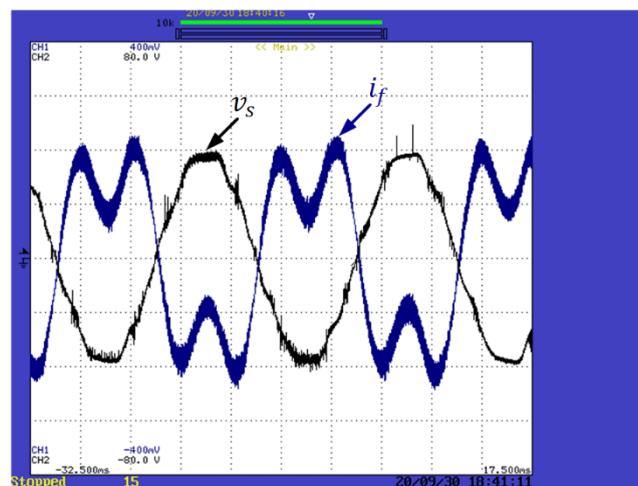 20/09/30 18:40:16
10k
CH1 400mV
CH2 80.0 V
<< Main >>
v_s
i_f
CH1 -400mV
CH2 -80.0 V
-32.500ms
17.500ms
Stopped 15
20/09/30 18:41:11